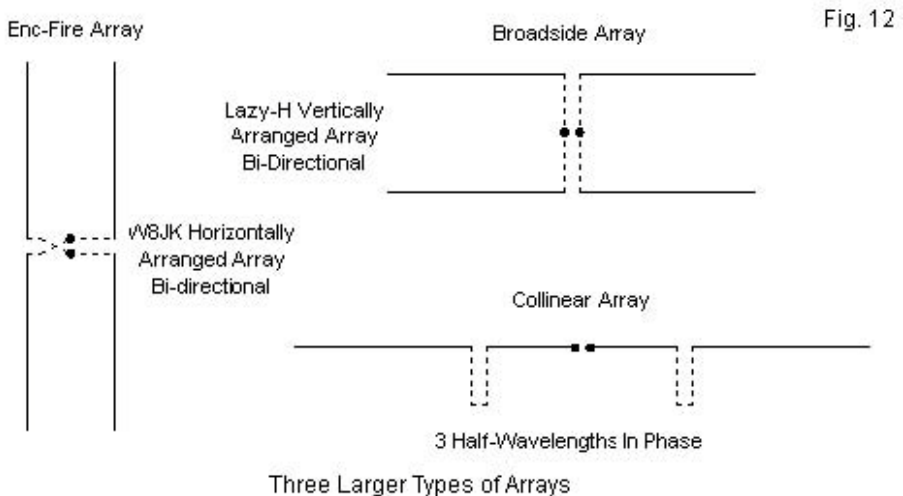 Fig. 12
Enc-Fire Array
Broadside Array
Lazy-H Vertically
Arranged Array
Bi-Directional
W8JK Horizontally
Arranged Array
Bi-directional
Collinear Array
3 Half-Wavelengths In Phase
Three Larger Types of Arrays